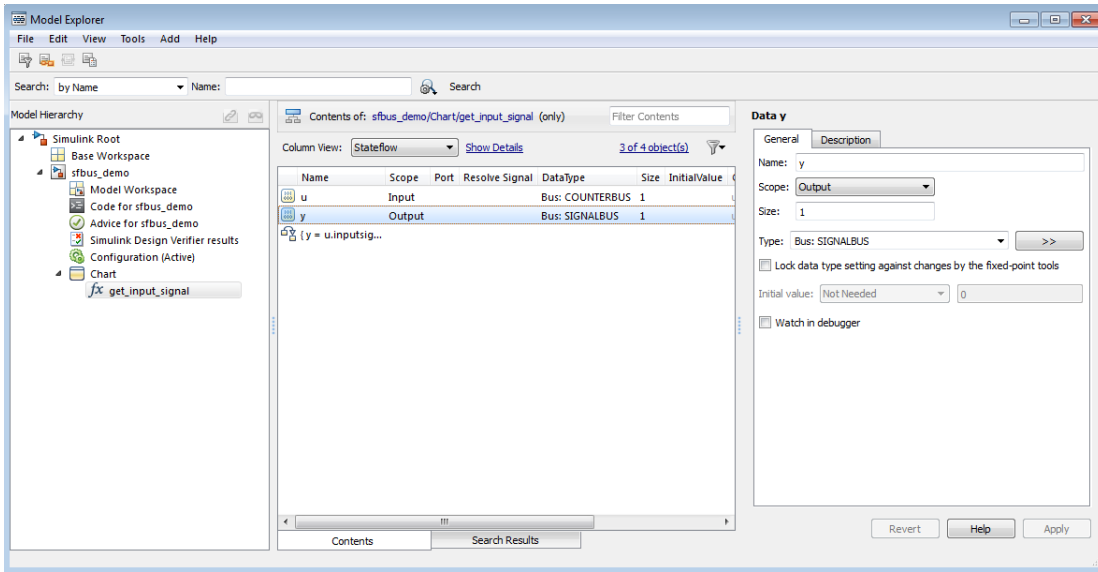 Model Explorer
File Edit View Tools Add Help
Search: by Name Name: Search
Model Hierarchy
Simulink Root
Base Workspace
sfbus_demo
Model Workspace
Code for sfbus_demo
Advice for sfbus_demo
Simulink Design Verifier results
Configuration (Active)
Chart
fx get_input_signal
Contents of: sfbus_demo/Chart/get_input_signal (only) Filter Contents
Column View: Stateflow Show Details 3 of 4 object(s)
Name Scope Port Resolve Signal DataType Size InitialValue
u Input Bus: COUNTERBUS 1
y Output Bus: SIGNALBUS 1
{ y = u.inputsig...
Contents Search Results
Data y
General Description
Name: y
Scope: Output
Size: 1
Type: Bus: SIGNALBUS >>
Lock data type setting against changes by the fixed-point tools
Initial value: Not Needed 0
Watch in debugger
Revert Help Apply